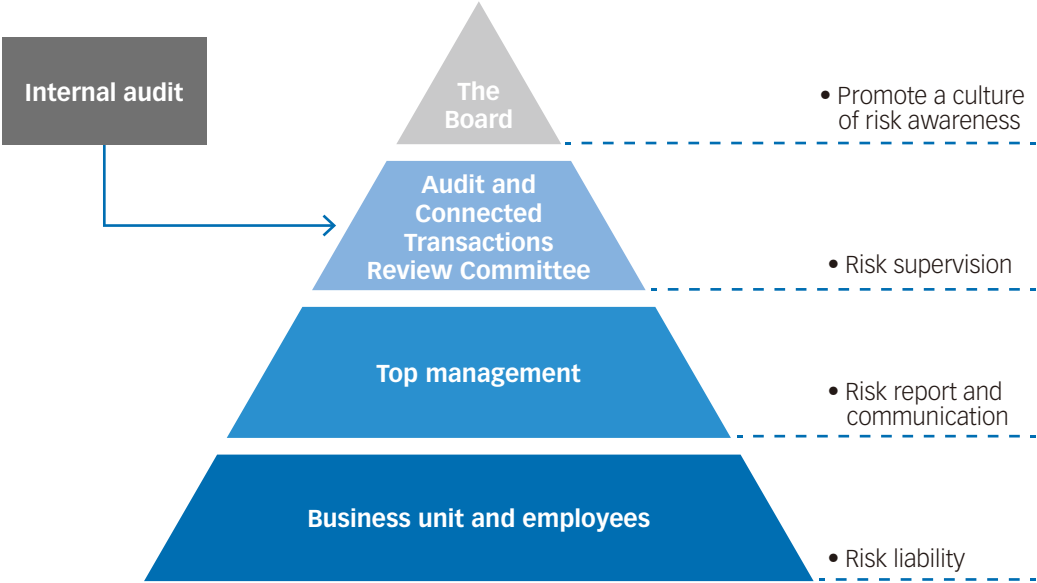 Internal audit
The
Board
• Promote a culture
of risk awareness
Audit and
Connected
Transactions
Review Committee
• Risk supervision
Top management
• Risk report and
communication
Business unit and employees
• Risk liability